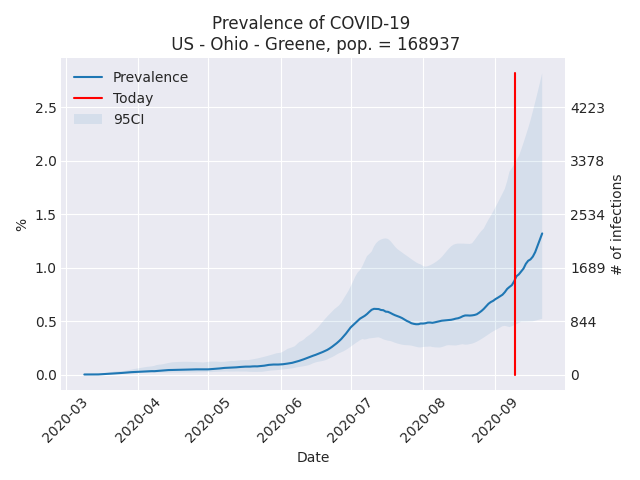 Prevalence of COVID-19
US - Ohio - Greene, pop. = 168937
Prevalence
Today
95CI
%
2.5
2.0
1.5
1.0
0.5
0.0
4223
3378
2534
1689
844
0
# of infections
2020-03
2020-04
2020-05
2020-06
2020-07
2020-08
2020-09
Date